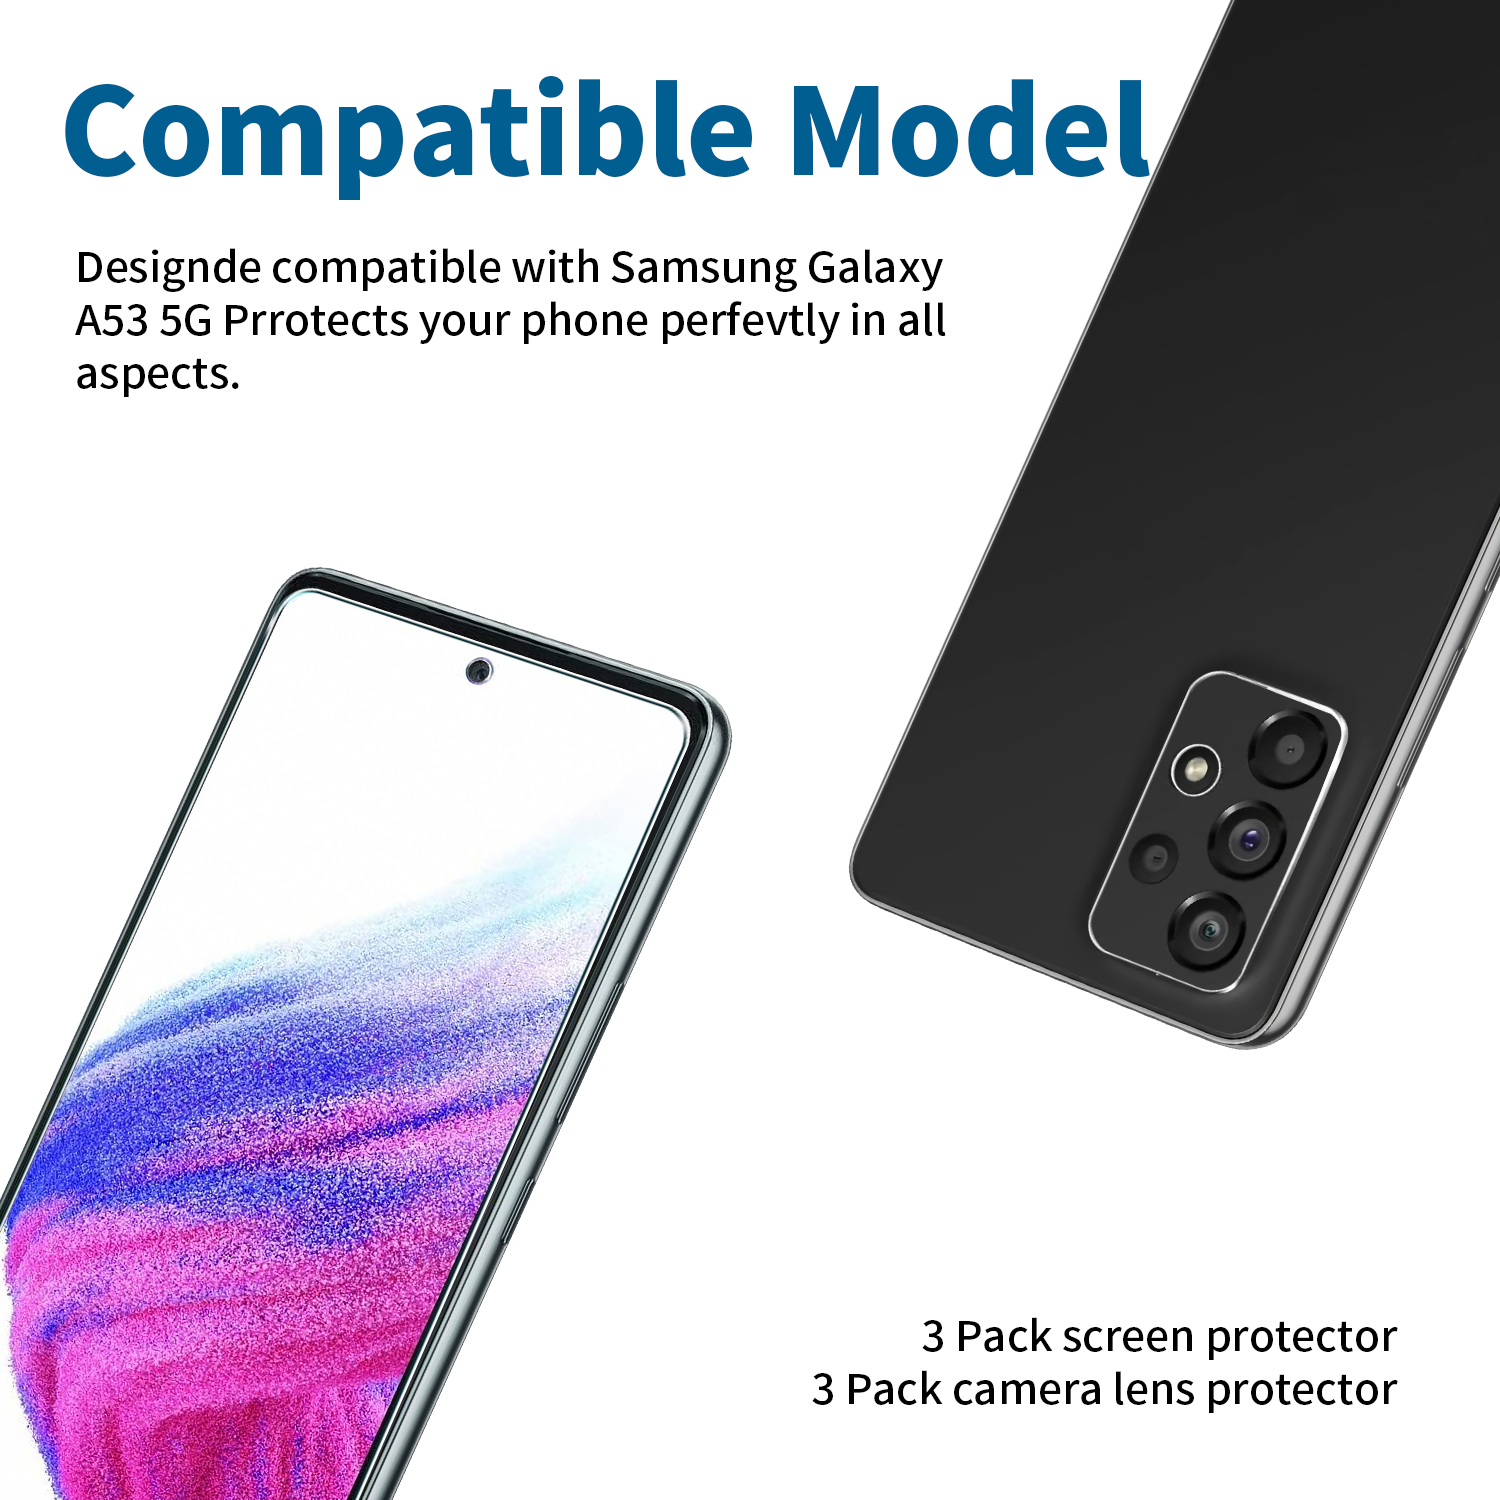 Compatible Model
Designde compatible with Samsung Galaxy
A53 5G Prrotects your phone perfevtly in all
aspects.
3 Pack screen protector
3 Pack camera lens protector